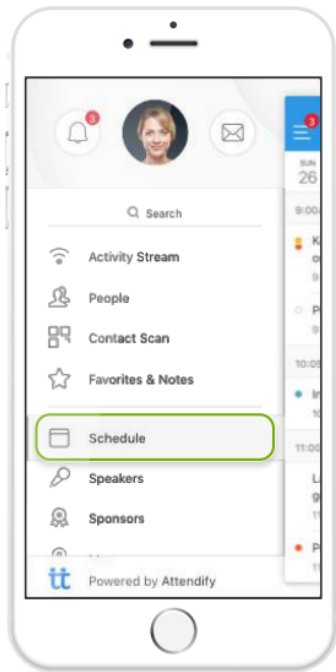 3
3
SUN
26
Search
9:00
Activity Stream
People
Contact Scan
Favorites & Notes
10:0
Schedule
11:00
Speakers
Sponsors
Powered by Attendify